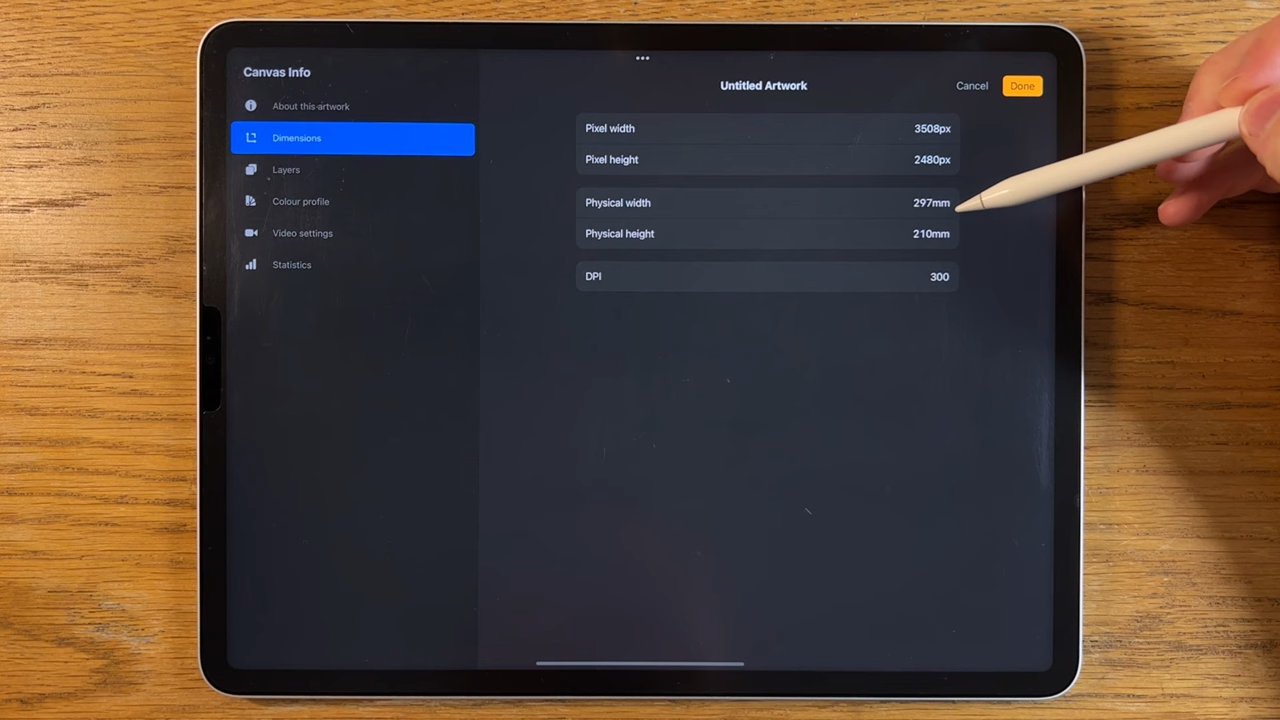 Canvas Info
About this artwork
Dimensions
Layers
Colour profile
Video settings
Statistics
Untitled Artwork
Cancel
Done
Pixel width 3508px
Pixel height 2480px
Physical width 297mm
Physical height 210mm
DPI 300